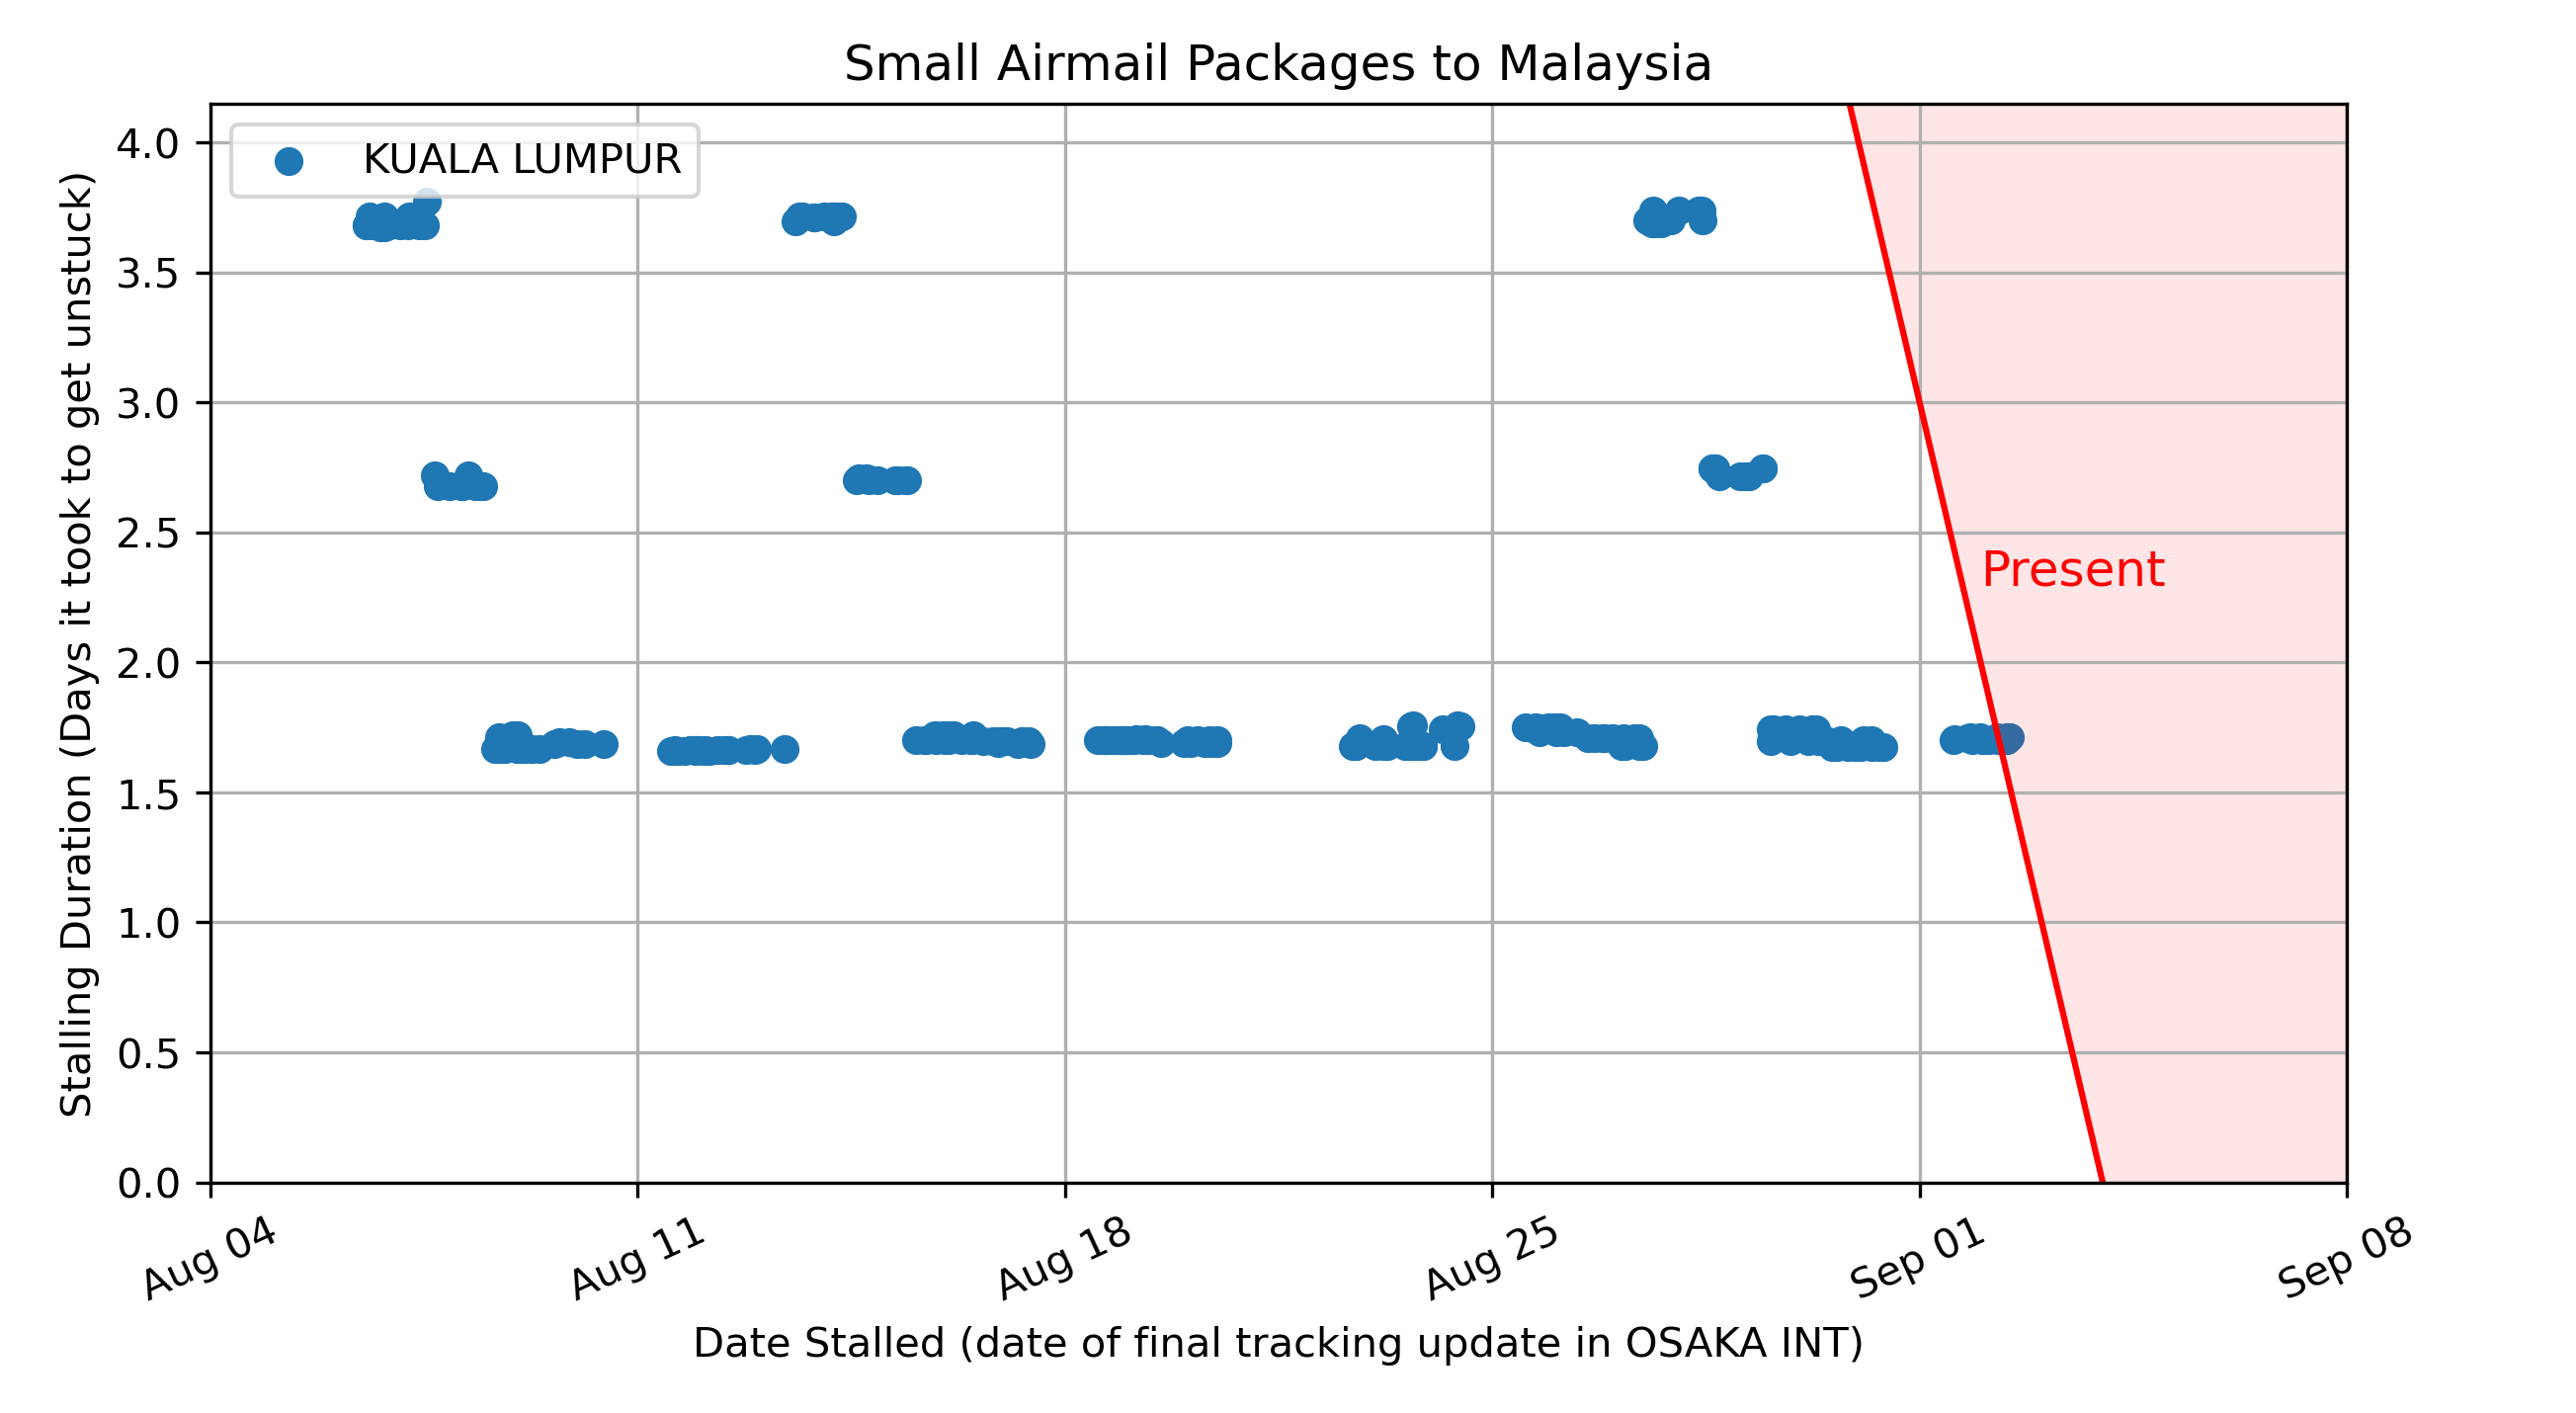 Small Airmail Packages to Malaysia
KUALA LUMPUR
4.0
3.5
3.0
2.5
2.0
1.5
1.0
0.5
0.0
Stalling Duration (Days it took to get unstuck)
Present
Aug 04
Aug 11
Aug 18
Aug 25
Sep 01
Sep 08
Date Stalled (date of final tracking update in OSAKA INT)